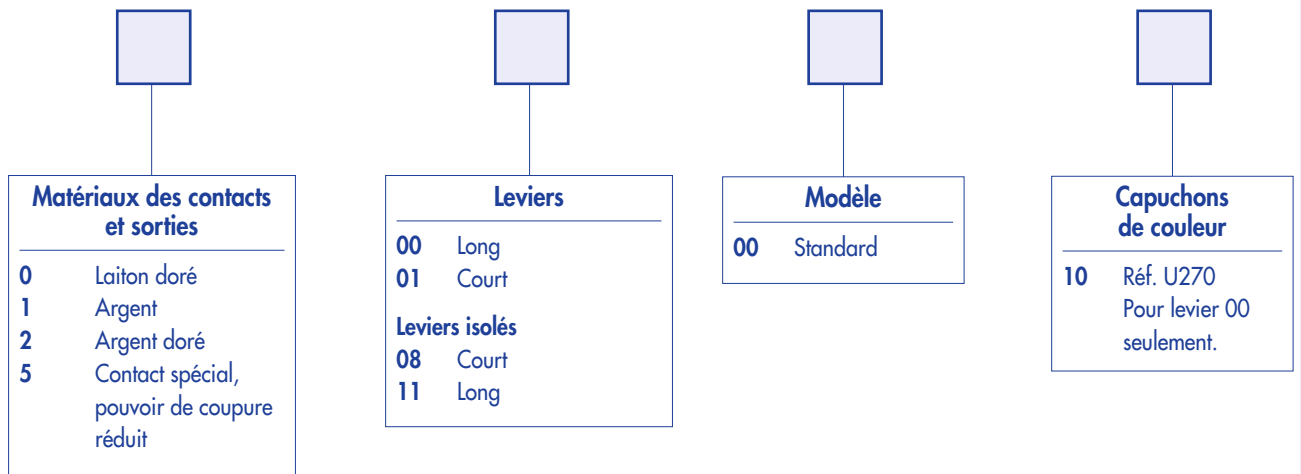 Matériaux des contacts
et sorties
0 Laiton doré
1 Argent
2 Argent doré
5 Contact spécial,
pouvoir de coupure
réduit
Leviers
00 Long
01 Court
Leviers isolés
08 Court
11 Long
Modèle
00 Standard
Capuchons
de couleur
10 Réf. U270
Pour levier 00
seulement.